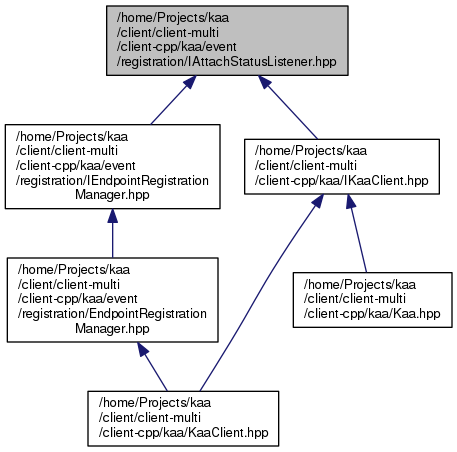 /home/Projects/kaa
/client/client-multi
/client-cpp/kaa/event
/registration/IAttachStatusListener.hpp
/home/Projects/kaa
/client/client-multi
/client-cpp/kaa/event
/registration/IEndpointRegistration
Manager.hpp
/home/Projects/kaa
/client/client-multi
/client-cpp/kaa/IKaaClient.hpp
/home/Projects/kaa
/client/client-multi
/client-cpp/kaa/event
/registration/EndpointRegistration
Manager.hpp
/home/Projects/kaa
/client/client-multi
/client-cpp/kaa/Kaa.hpp
/home/Projects/kaa
/client/client-multi
/client-cpp/kaa/KaaClient.hpp